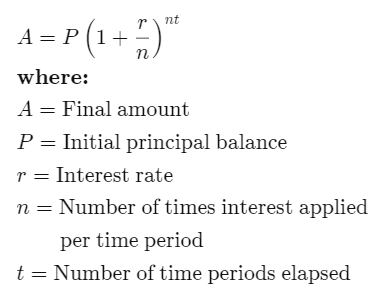 A = P (1 + r/n)^nt
where:
A = Final amount
P = Initial principal balance
r = Interest rate
n = Number of times interest applied
per time period
t = Number of time periods elapsed